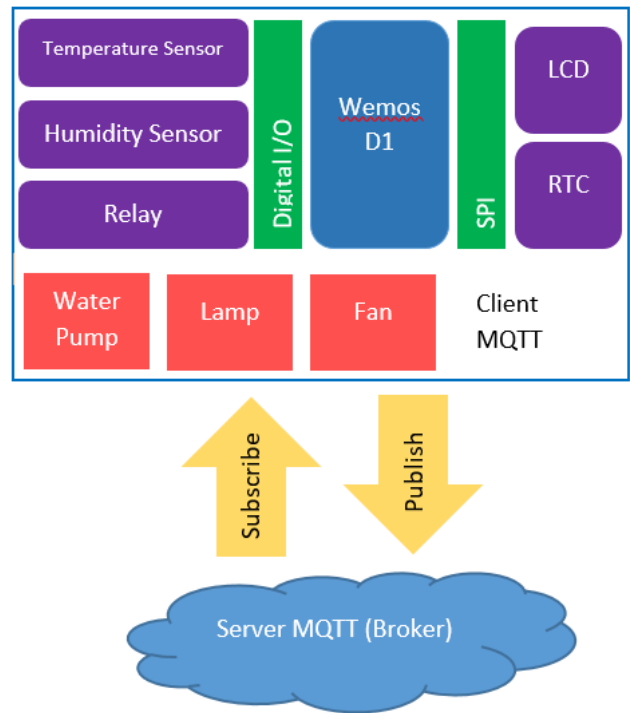 Temperature Sensor
Humidity Sensor
Relay
Digital I/O
Wemos
D1
SPI
LCD
RTC
Water
Pump
Lamp
Fan
Client
MQTT
Subscribe
Publish
Server MQTT (Broker)